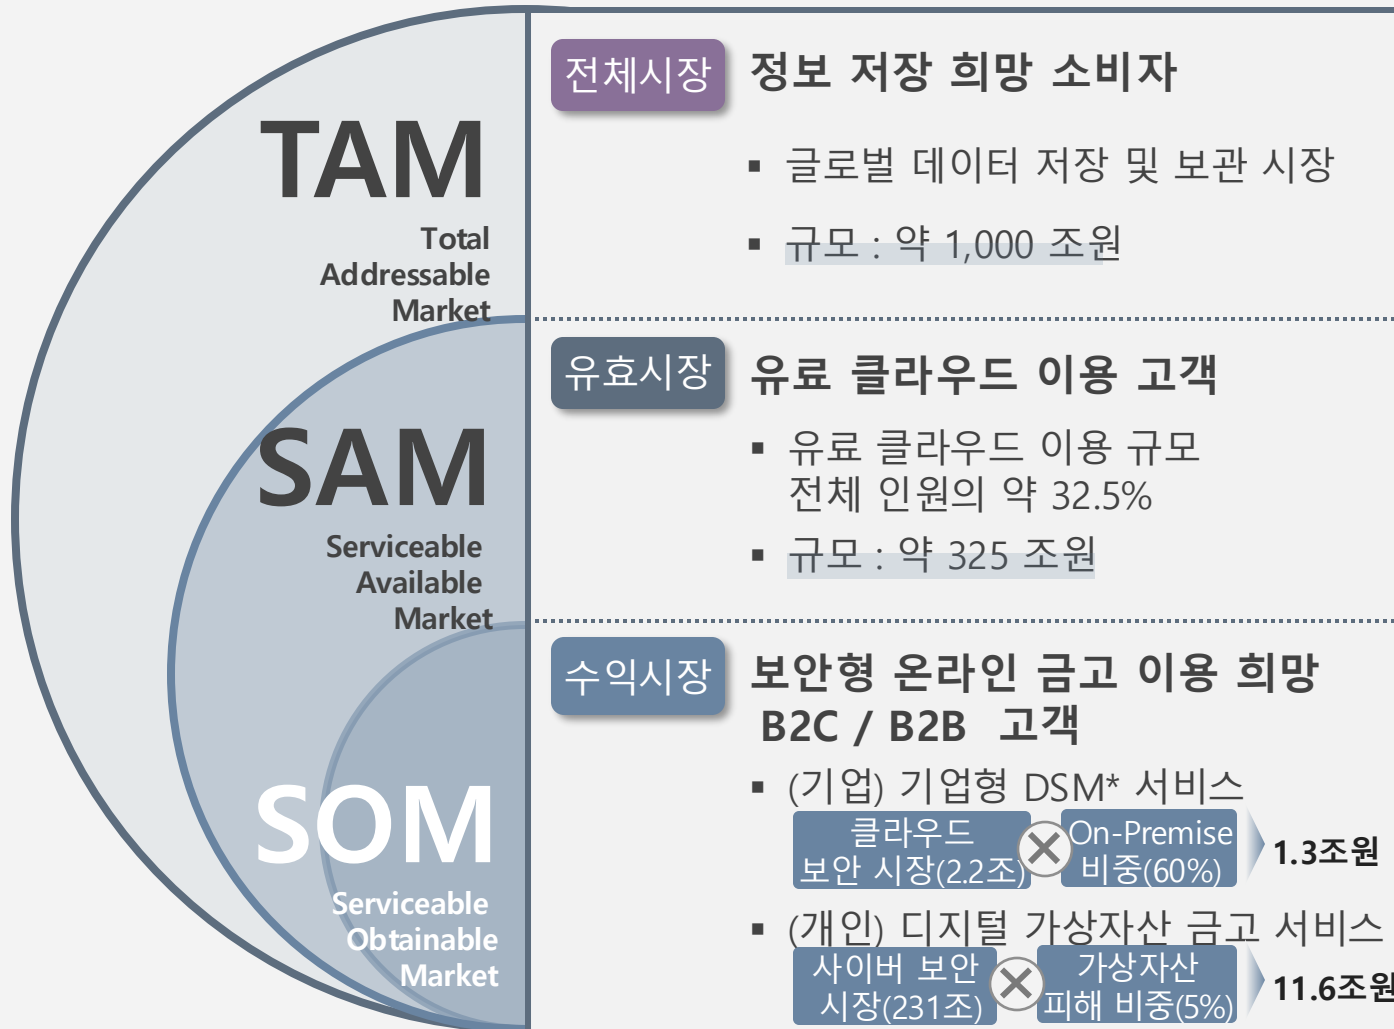 TAM
Total
Addressable
Market
전체시장
정보 저장 희망 소비자
▪ 글로벌 데이터 저장 및 보관 시장
▪ 규모 : 약 1,000 조원
SAM
Serviceable
Available
Market
유효시장
유료 클라우드 이용 고객
▪ 유료 클라우드 이용 규모
전체 인원의 약 32.5%
▪ 규모 : 약 325 조원
SOM
Serviceable
Obtainable
Market
수익시장
보안형 온라인 금고 이용 희망
B2C / B2B 고객
▪ (기업) 기업형 DSM* 서비스
클라우드
보안 시장(2.2조)
On-Premise
비중(60%)
1.3조원
▪ (개인) 디지털 가상자산 금고 서비스
사이버 보안
시장(231조)
가상자산
피해 비중(5%)
11.6조원